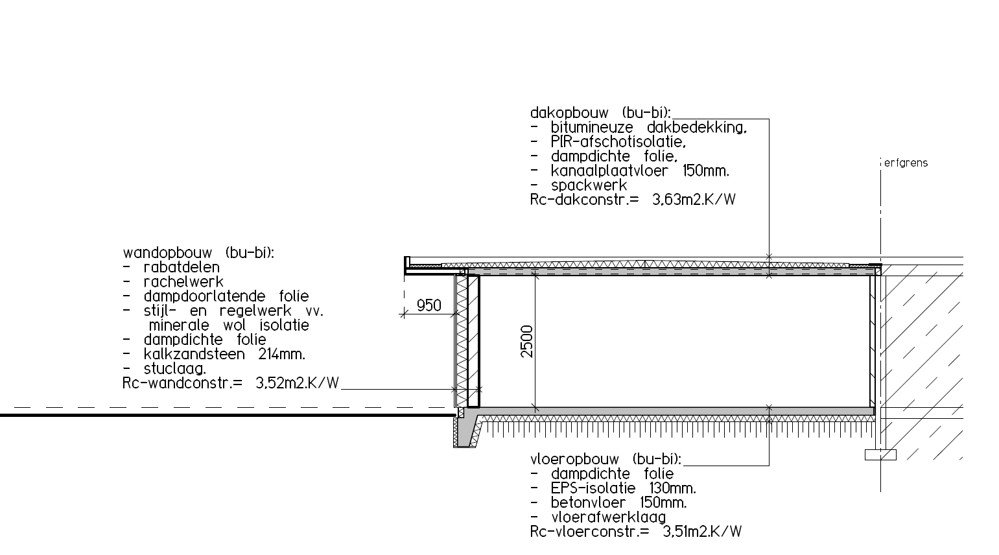 dakopbouw (bu-bi):
- bitumineuze dakbedekking,
- PIR-afschotisolatie,
- dampdichte folie,
- kanaalplaatvloer 150mm.
- spackwerk
Rc-dakconstr.= 3,63m2.K/W
erfgrens
wandopbouw (bu-bi):
- rabatdelen
- rachelwerk
- dampdoorlatende folie
- stijl- en regelwerk vv.
minerale wol isolatie
- dampdichte folie
- kalkzandsteen 214mm.
- stuclaag.
Rc-wandconstr.= 3,52m2.K/W
950
2500
vloeropbouw (bu-bi):
- dampdichte folie
- EPS-isolatie 130mm.
- betonvloer 150mm.
- vloerafwerklaag
Rc-vloerconstr.= 3,51m2.K/W